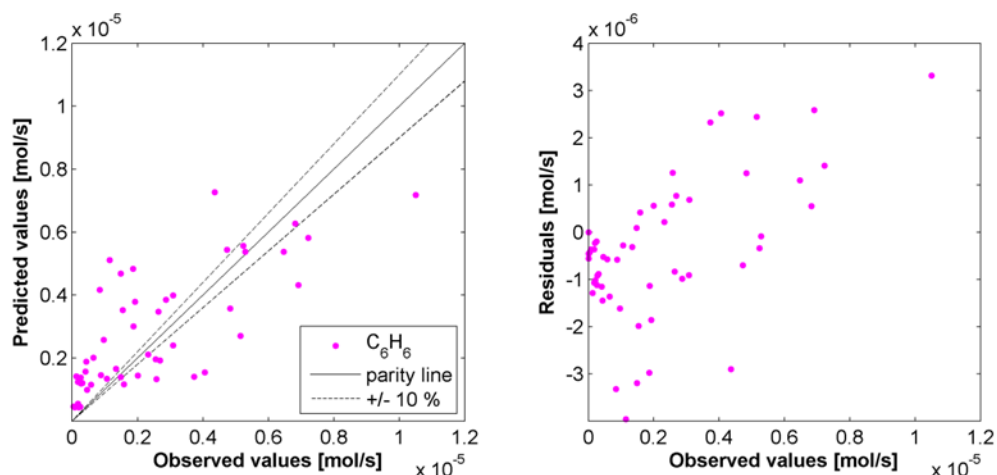 x 10⁻⁵
1.2
1
0.8
0.6
0.4
0.2
Predicted values [mol/s]
0 0.2 0.4 0.6 0.8 1 1.2
Observed values [mol/s]
x 10⁻⁵
C₆H₆
parity line
+/- 10 %
x 10⁻⁶
4
3
2
1
0
-1
-2
-3
Residuals [mol/s]
0 0.2 0.4 0.6 0.8 1 1.2
Observed values [mol/s]
x 10⁻⁵